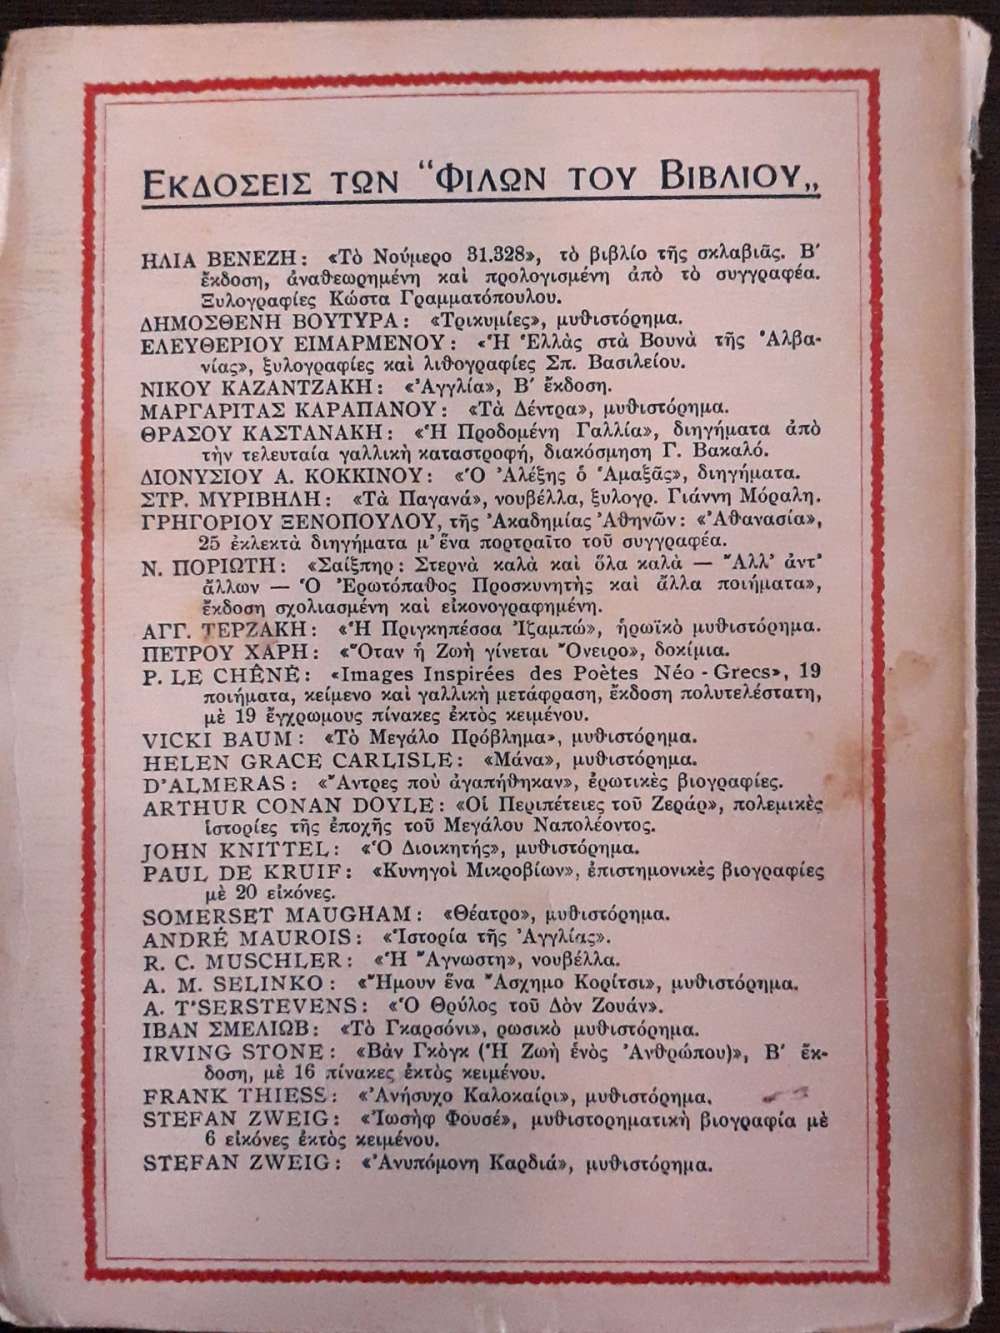 ΕΚΔΟΣΕΙΣ ΤΩΝ “ΦΙΛΩΝ ΤΟΥ ΒΙΒΛΙΟΥ„
ΗΛΙΑ ΒΕΝΕΖΗ: «Τὸ Νούμερο 31.328», τὸ βιβλίο τῆς σκλαβιᾶς. Β΄
ἔκδοση, ἀναθεωρημένη καὶ προλογισμένη ἀπὸ τὸ συγγραφέα.
Ξυλογραφίες Κώστα Γραμματόπουλου.
ΔΗΜΟΣΘΕΝΗ ΒΟΥΤΥΡΑ: «Τρικυμίες», μυθιστόρημα.
ΕΛΕΥΘΕΡΙΟΥ ΕΙΜΑΡΜΕΝΟΥ: «Ἡ Ἑλλὰς στὰ Βουνὰ τῆς Ἀλβα-
νίας», ξυλογραφίες καὶ λιθογραφίες Σπ. Βασιλείου.
ΝΙΚΟΥ ΚΑΖΑΝΤΖΑΚΗ: «Ἀγγλία», Β΄ ἔκδοση.
ΜΑΡΓΑΡΙΤΑΣ ΚΑΡΑΠΑΝΟΥ: «Τὰ Δέντρα», μυθιστόρημα.
ΘΡΑΣΟΥ ΚΑΣΤΑΝΑΚΗ: «Ἡ Προδομένη Γαλλία», διηγήματα ἀπὸ
τὴν τελευταία γαλλικὴ καταστροφή, διακόσμηση Γ. Βακαλό.
ΔΙΟΝΥΣΙΟΥ Α. ΚΟΚΚΙΝΟΥ: «Ὁ Ἀλέξης ὁ Ἁμαξᾶς», διηγήματα.
ΣΤΡ. ΜΥΡΙΒΗΛΗ: «Τὰ Παγανά», νουβέλλα, ξυλογρ. Γιάννη Μόραλη.
ΓΡΗΓΟΡΙΟΥ ΞΕΝΟΠΟΥΛΟΥ, τῆς Ἀκαδημίας Ἀθηνῶν: «Ἀθανασία»,
25 ἐκλεκτὰ διηγήματα μ’ ἕνα πορτραῖτο τοῦ συγγραφέα.
Ν. ΠΟΡΙΩΤΗ: «Σαίξπηρ: Στερνὰ καλὰ καὶ ὅλα καλὰ — Ἄλλ’ ἀντ’
ἄλλων — Ὁ Ἐρωτόπαθος Προσκυνητὴς καὶ ἄλλα ποιήματα»,
ἔκδοση σχολιασμένη καὶ εἰκονογραφημένη.
ΑΓΓ. ΤΕΡΖΑΚΗ: «Ἡ Πριγκηπέσσα Ἰζαμπώ», ἡρωϊκὸ μυθιστόρημα.
ΠΕΤΡΟΥ ΧΑΡΗ: «Ὅταν ἡ Ζωὴ γίνεται Ὄνειρο», δοκίμια.
P. LE CHÊNÉ: «Images Inspirées des Poètes Néo-Grecs», 19
ποιήματα, κείμενο καὶ γαλλικὴ μετάφραση, ἔκδοση πολυτελέστατη,
μὲ 19 ἔγχρωμους πίνακες ἐκτὸς κειμένου.
VICKI BAUM: «Τὸ Μεγάλο Πρόβλημα», μυθιστόρημα.
HELEN GRACE CARLISLE: «Μάνα», μυθιστόρημα.
D’ALMERAS: «Ἄντρες ποὺ ἀγαπήθηκαν», ἐρωτικὲς βιογραφίες.
ARTHUR CONAN DOYLE: «Οἱ Περιπέτειες τοῦ Ζεράρ», πολεμικὲς
ἱστορίες τῆς ἐποχῆς τοῦ Μεγάλου Ναπολέοντος.
JOHN KNITTEL: «Ὁ Διοικητής», μυθιστόρημα.
PAUL DE KRUIF: «Κυνηγοὶ Μικροβίων», ἐπιστημονικὲς βιογραφίες
μὲ 20 εἰκόνες.
SOMERSET MAUGHAM: «Θέατρο», μυθιστόρημα.
ANDRÉ MAUROIS: «Ἱστορία τῆς Ἀγγλίας».
R. C. MUSCHLER: «Ἡ Ἄγνωστη», νουβέλλα.
A. M. SELINKO: «Ἤμουν ἕνα Ἄσχημο Κορίτσι», μυθιστόρημα.
A. T’SERSTEVENS: «Ὁ Θρύλος τοῦ Δὸν Ζουάν».
ΙΒΑΝ ΣΜΕΛΙΩΒ: «Τὸ Γκαρσόνι», ρωσικὸ μυθιστόρημα.
IRVING STONE: «Βὰν Γκὸγκ (Ἡ Ζωὴ ἑνὸς Ἀνθρώπου)», Β΄ ἔκ-
δοση, μὲ 16 πίνακες ἐκτὸς κειμένου.
FRANK THIESS: «Ἀνήσυχο Καλοκαίρι», μυθιστόρημα.
STEFAN ZWEIG: «Ἰωσὴφ Φουσέ», μυθιστορηματικὴ βιογραφία μὲ
6 εἰκόνες ἐκτὸς κειμένου.
STEFAN ZWEIG: «Ἀνυπόμονη Καρδιά», μυθιστόρημα.